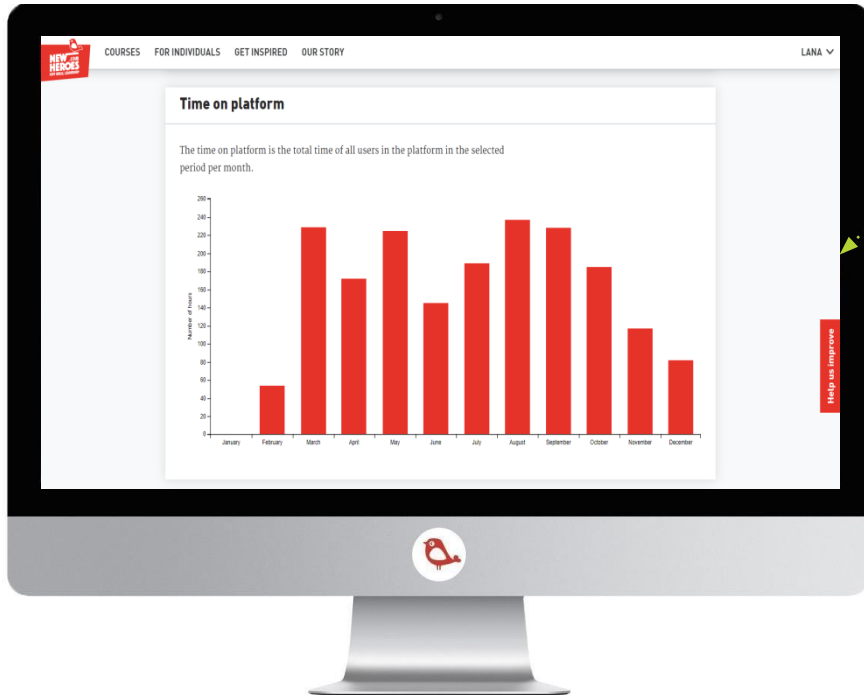 NEW
HEROES
COURSES FOR INDIVIDUALS GET INSPIRED OUR STORY LANA
Time on platform
The time on platform is the total time of all users in the platform in the selected
period per month.
260
240
220
200
180
160
140
120
100
80
60
40
20
0
Number of hours
January February March April May June July August September October November December
Help us improve